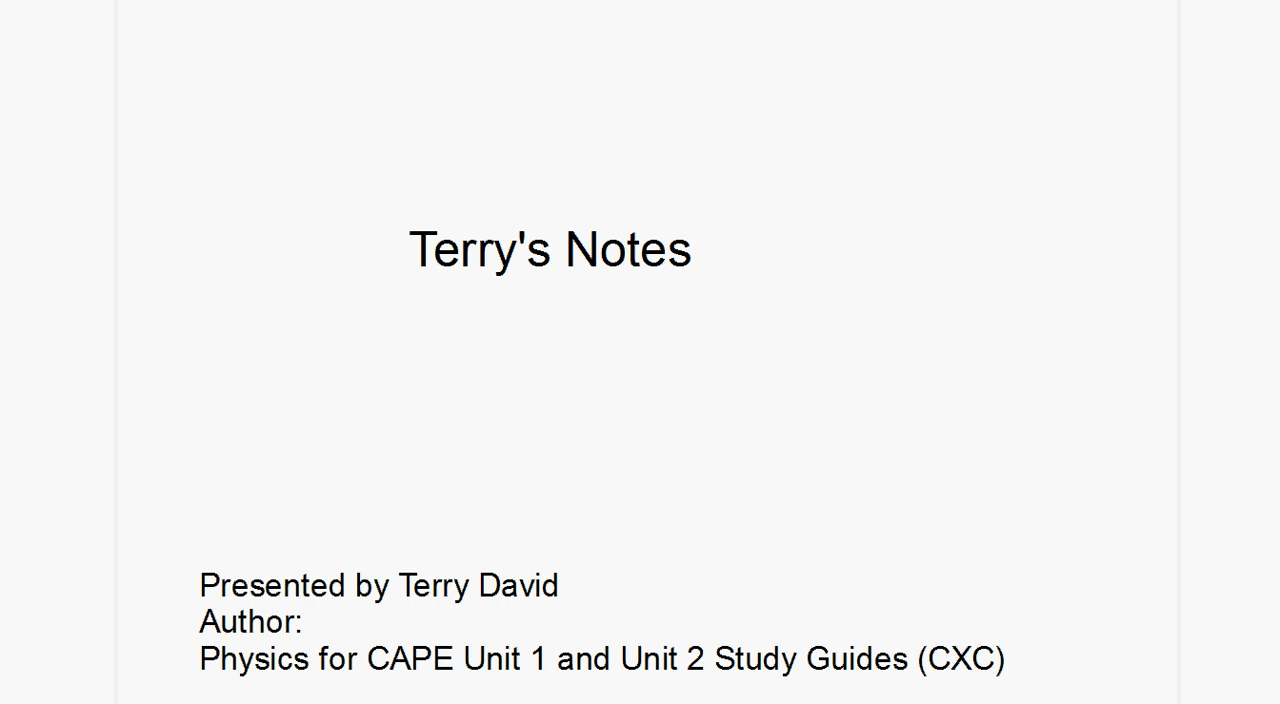 Terry's Notes
Presented by Terry David
Author:
Physics for CAPE Unit 1 and Unit 2 Study Guides (CXC)